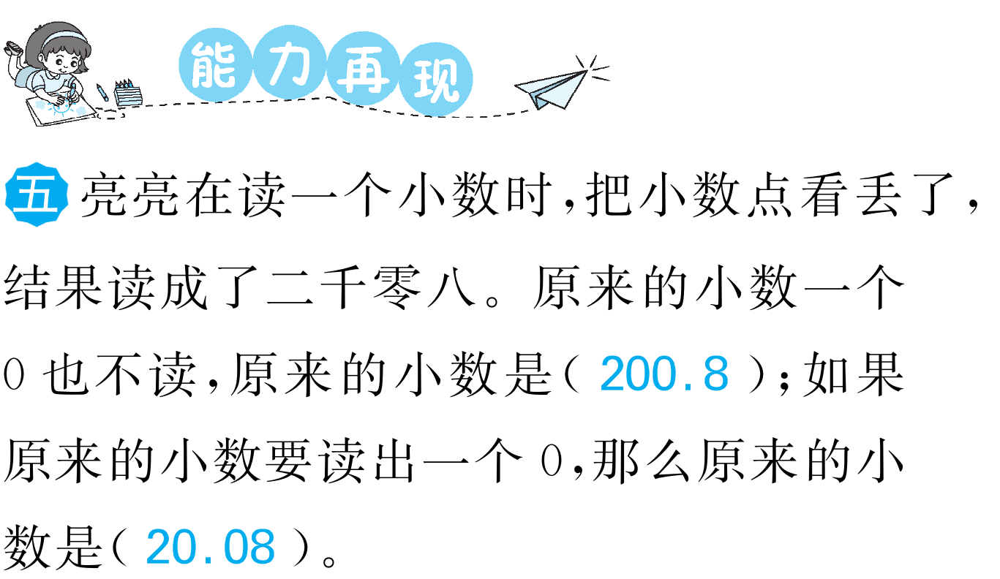 能力再现
五 亮亮在读一个小数时,把小数点看丢了,
结果读成了二千零八。原来的小数一个
0 也不读,原来的小数是( 200.8 );如果
原来的小数要读出一个 0,那么原来的小
数是( 20.08 )。